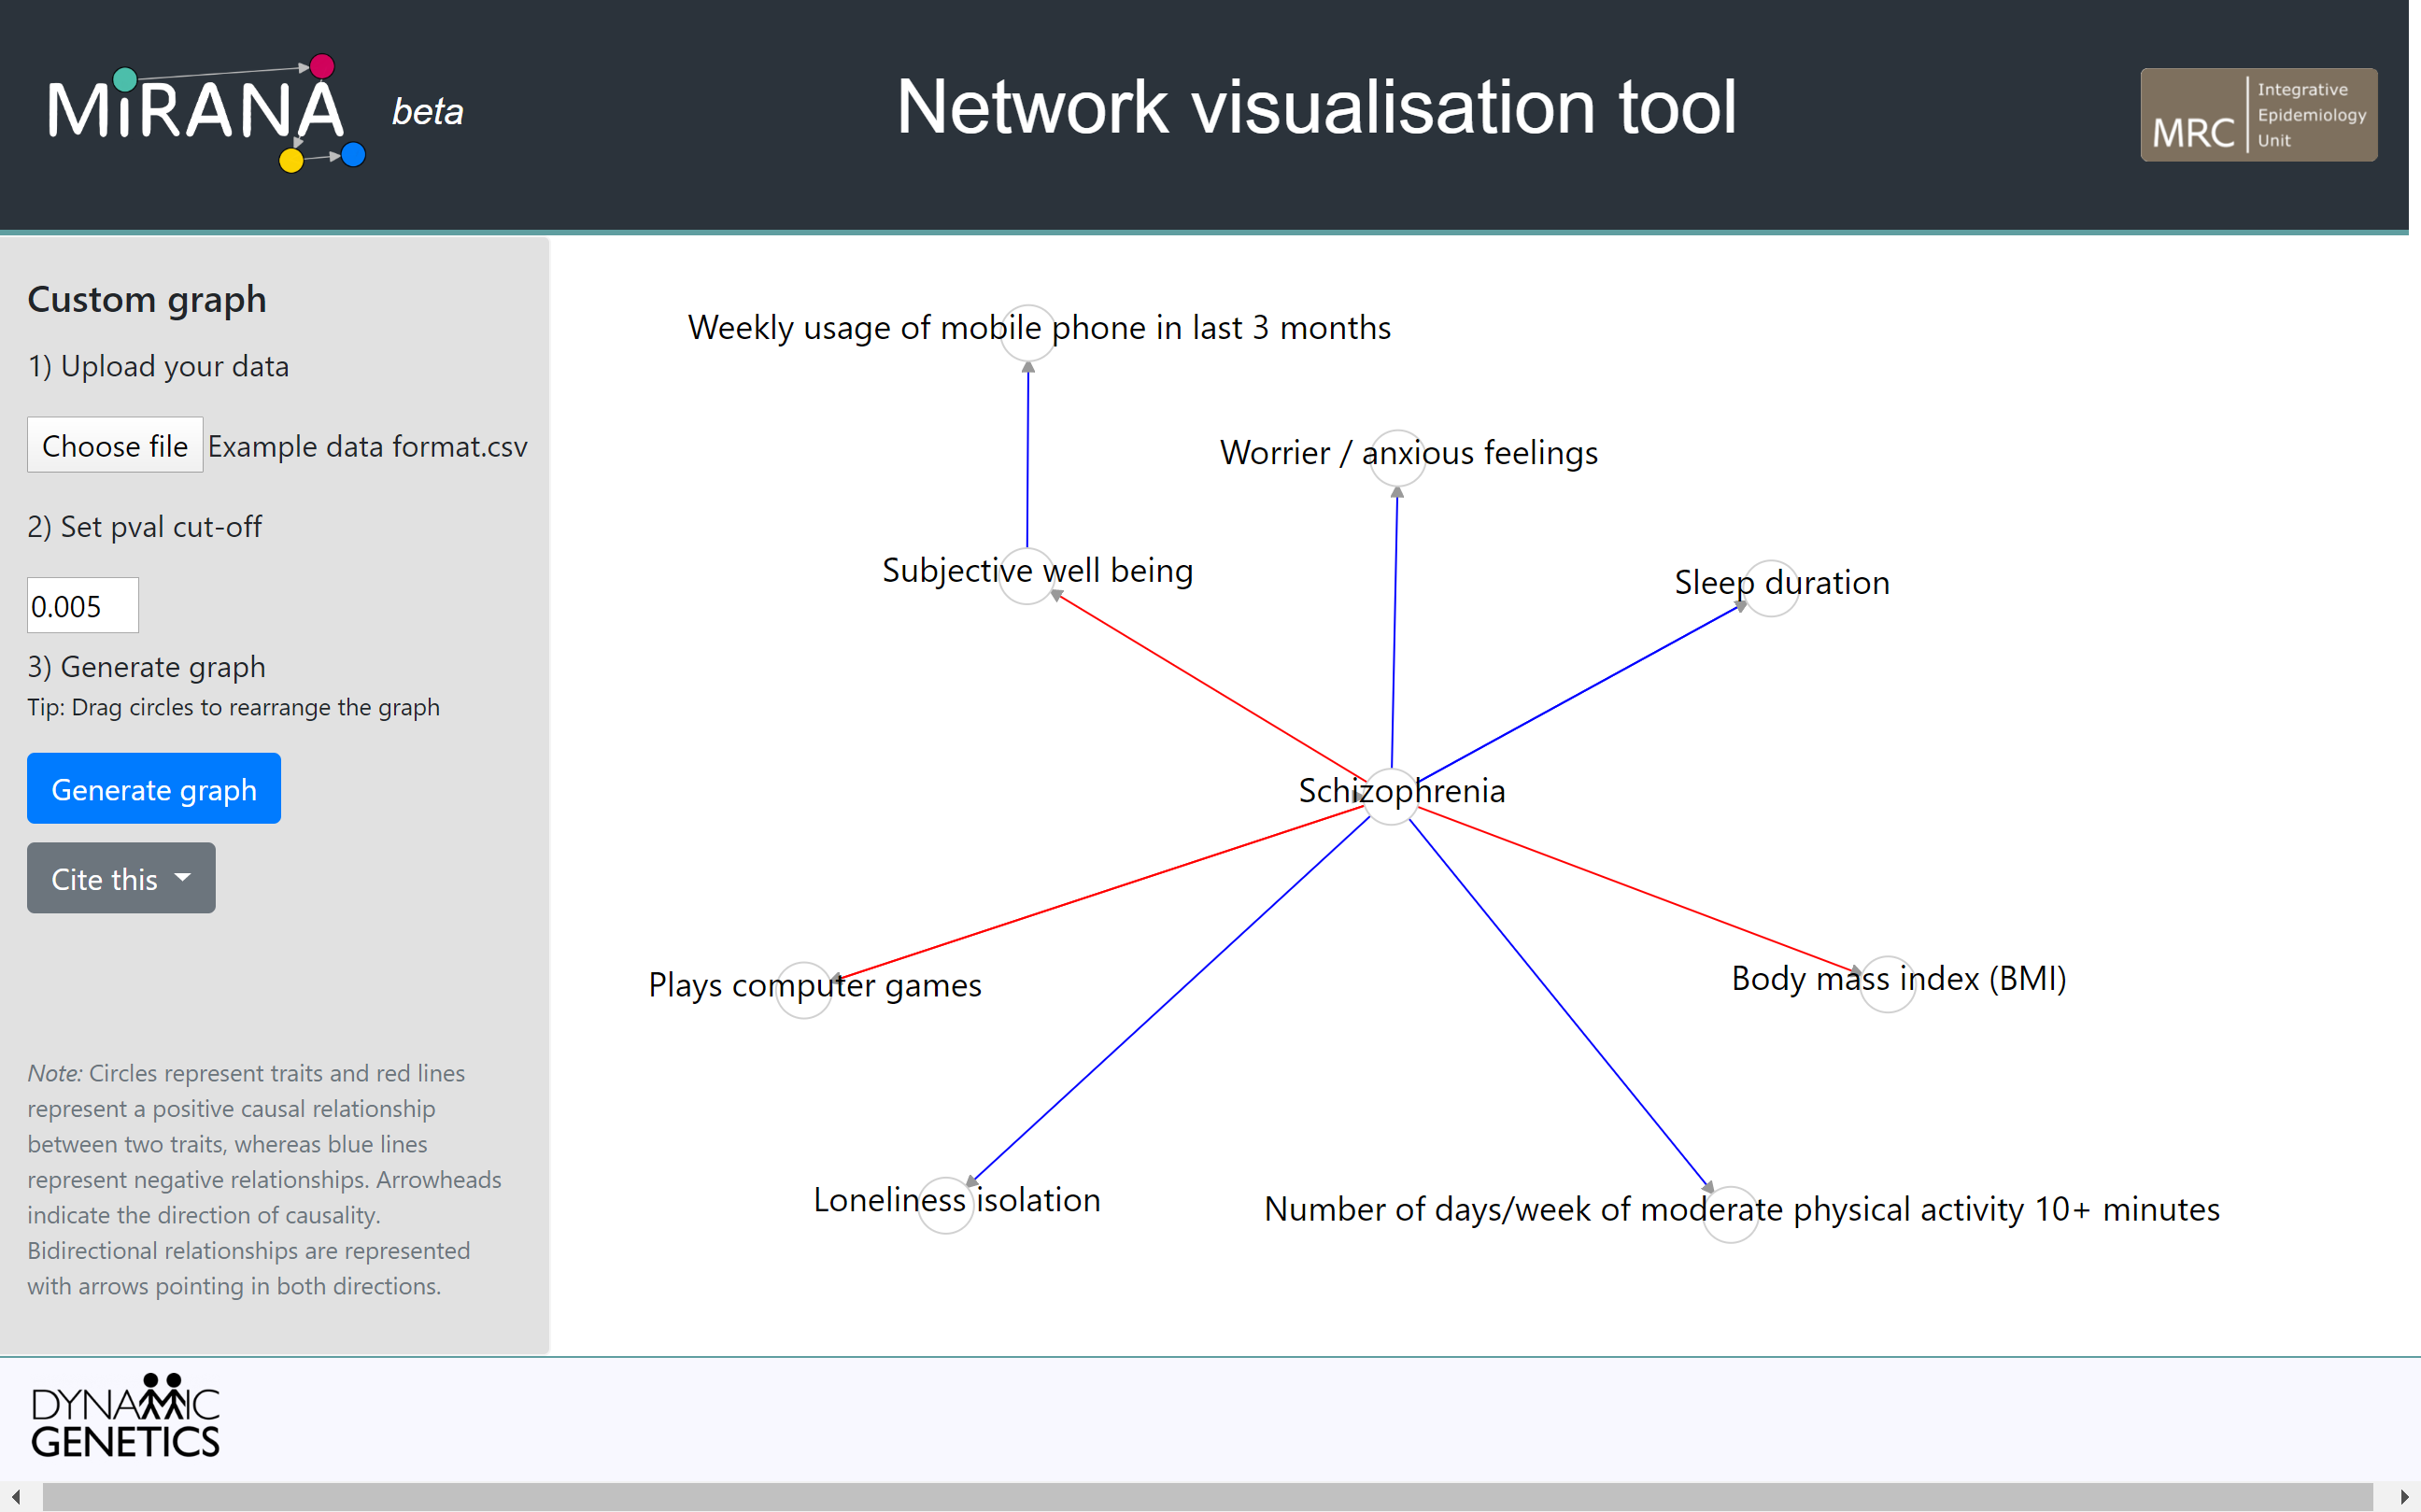 MiRANA beta
Network visualisation tool
MRC
Integrative
Epidemiology
Unit
Custom graph
1) Upload your data
Choose file Example data format.csv
2) Set pval cut-off
0.005
3) Generate graph
Tip: Drag circles to rearrange the graph
Generate graph
Cite this
Note: Circles represent traits and red lines
represent a positive causal relationship
between two traits, whereas blue lines
represent negative relationships. Arrowheads
indicate the direction of causality.
Bidirectional relationships are represented
with arrows pointing in both directions.
Weekly usage of mobile phone in last 3 months
Worrier / anxious feelings
Subjective well being
Sleep duration
Schizophrenia
Plays computer games
Body mass index (BMI)
Loneliness isolation
Number of days/week of moderate physical activity 10+ minutes
DYNAMIC
GENETICS